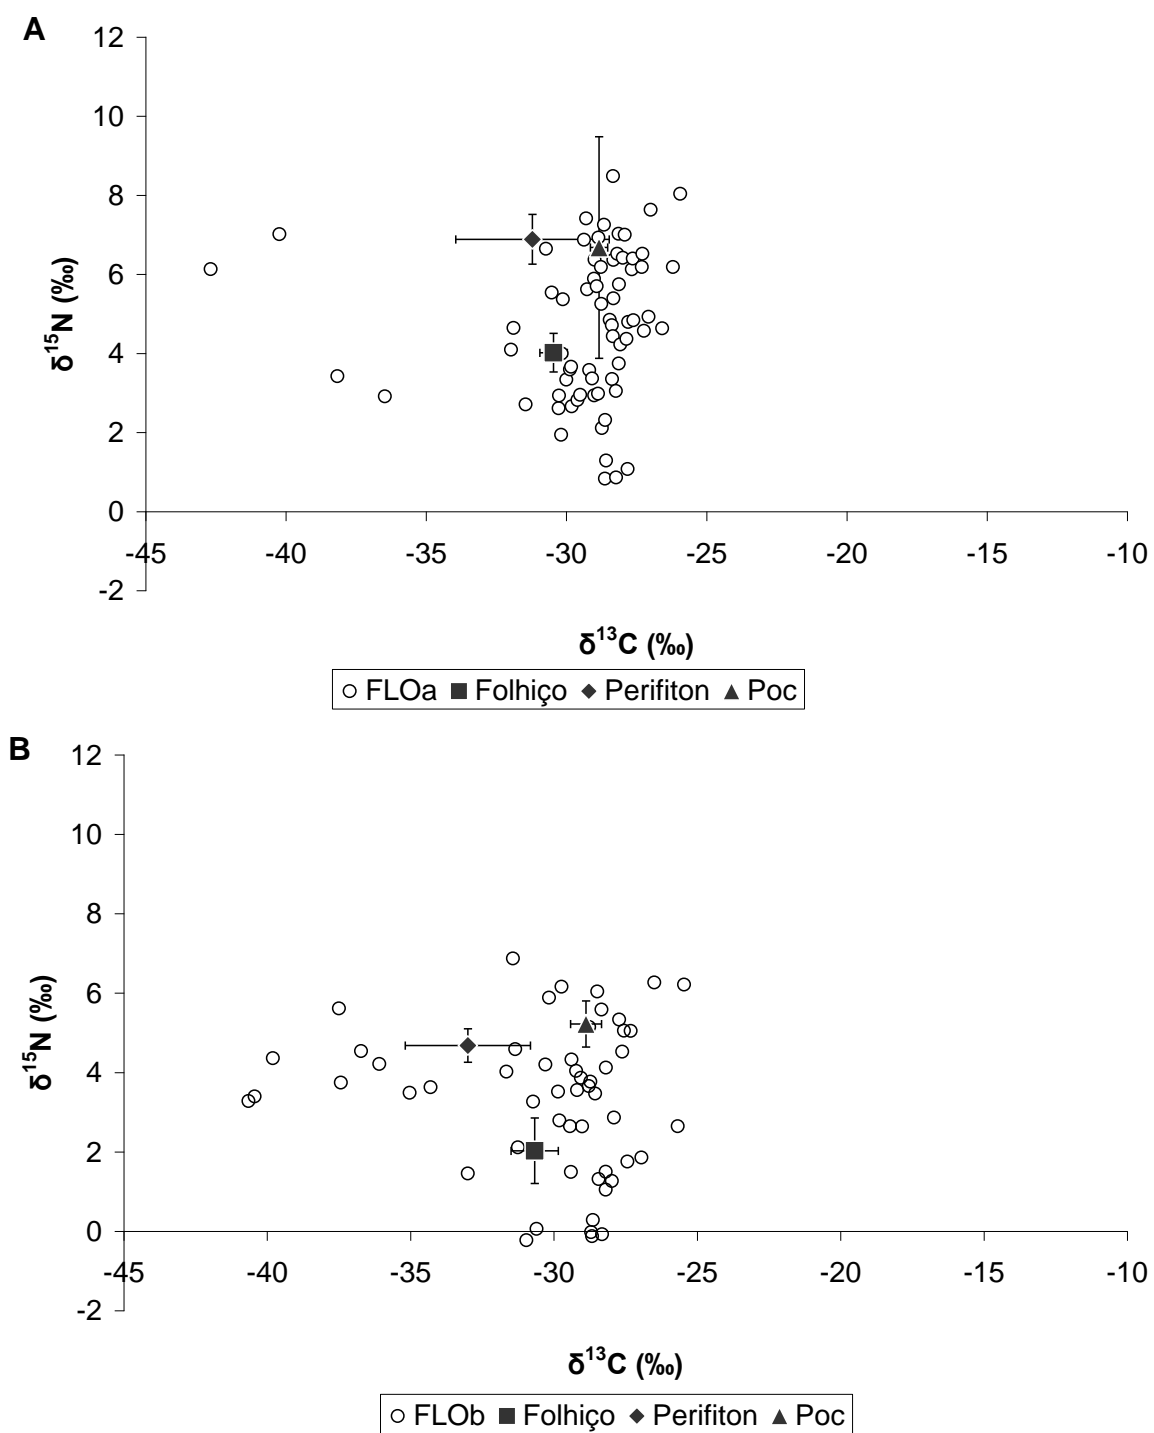 A
12
10
8
6
4
2
0
-2
δ15N (‰)
-45 -40 -35 -30 -25 -20 -15 -10
δ13C (‰)
FLOa Folhiço Perifiton Poc
B
12
10
8
6
4
2
0
-2
δ15N (‰)
-45 -40 -35 -30 -25 -20 -15 -10
δ13C (‰)
FLOb Folhiço Perifiton Poc